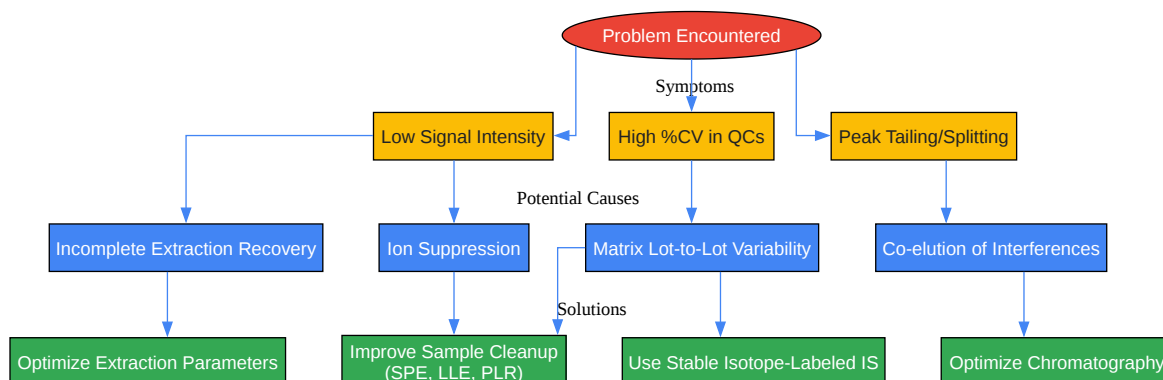 Problem Encountered
Symptoms
Low Signal Intensity
High %CV in QCs
Peak Tailing/Splitting
Potential Causes
Incomplete Extraction Recovery
Ion Suppression
Matrix Lot-to-Lot Variability
Co-elution of Interferences
Solutions
Optimize Extraction Parameters
Improve Sample Cleanup
(SPE, LLE, PLR)
Use Stable Isotope-Labeled IS
Optimize Chromatography